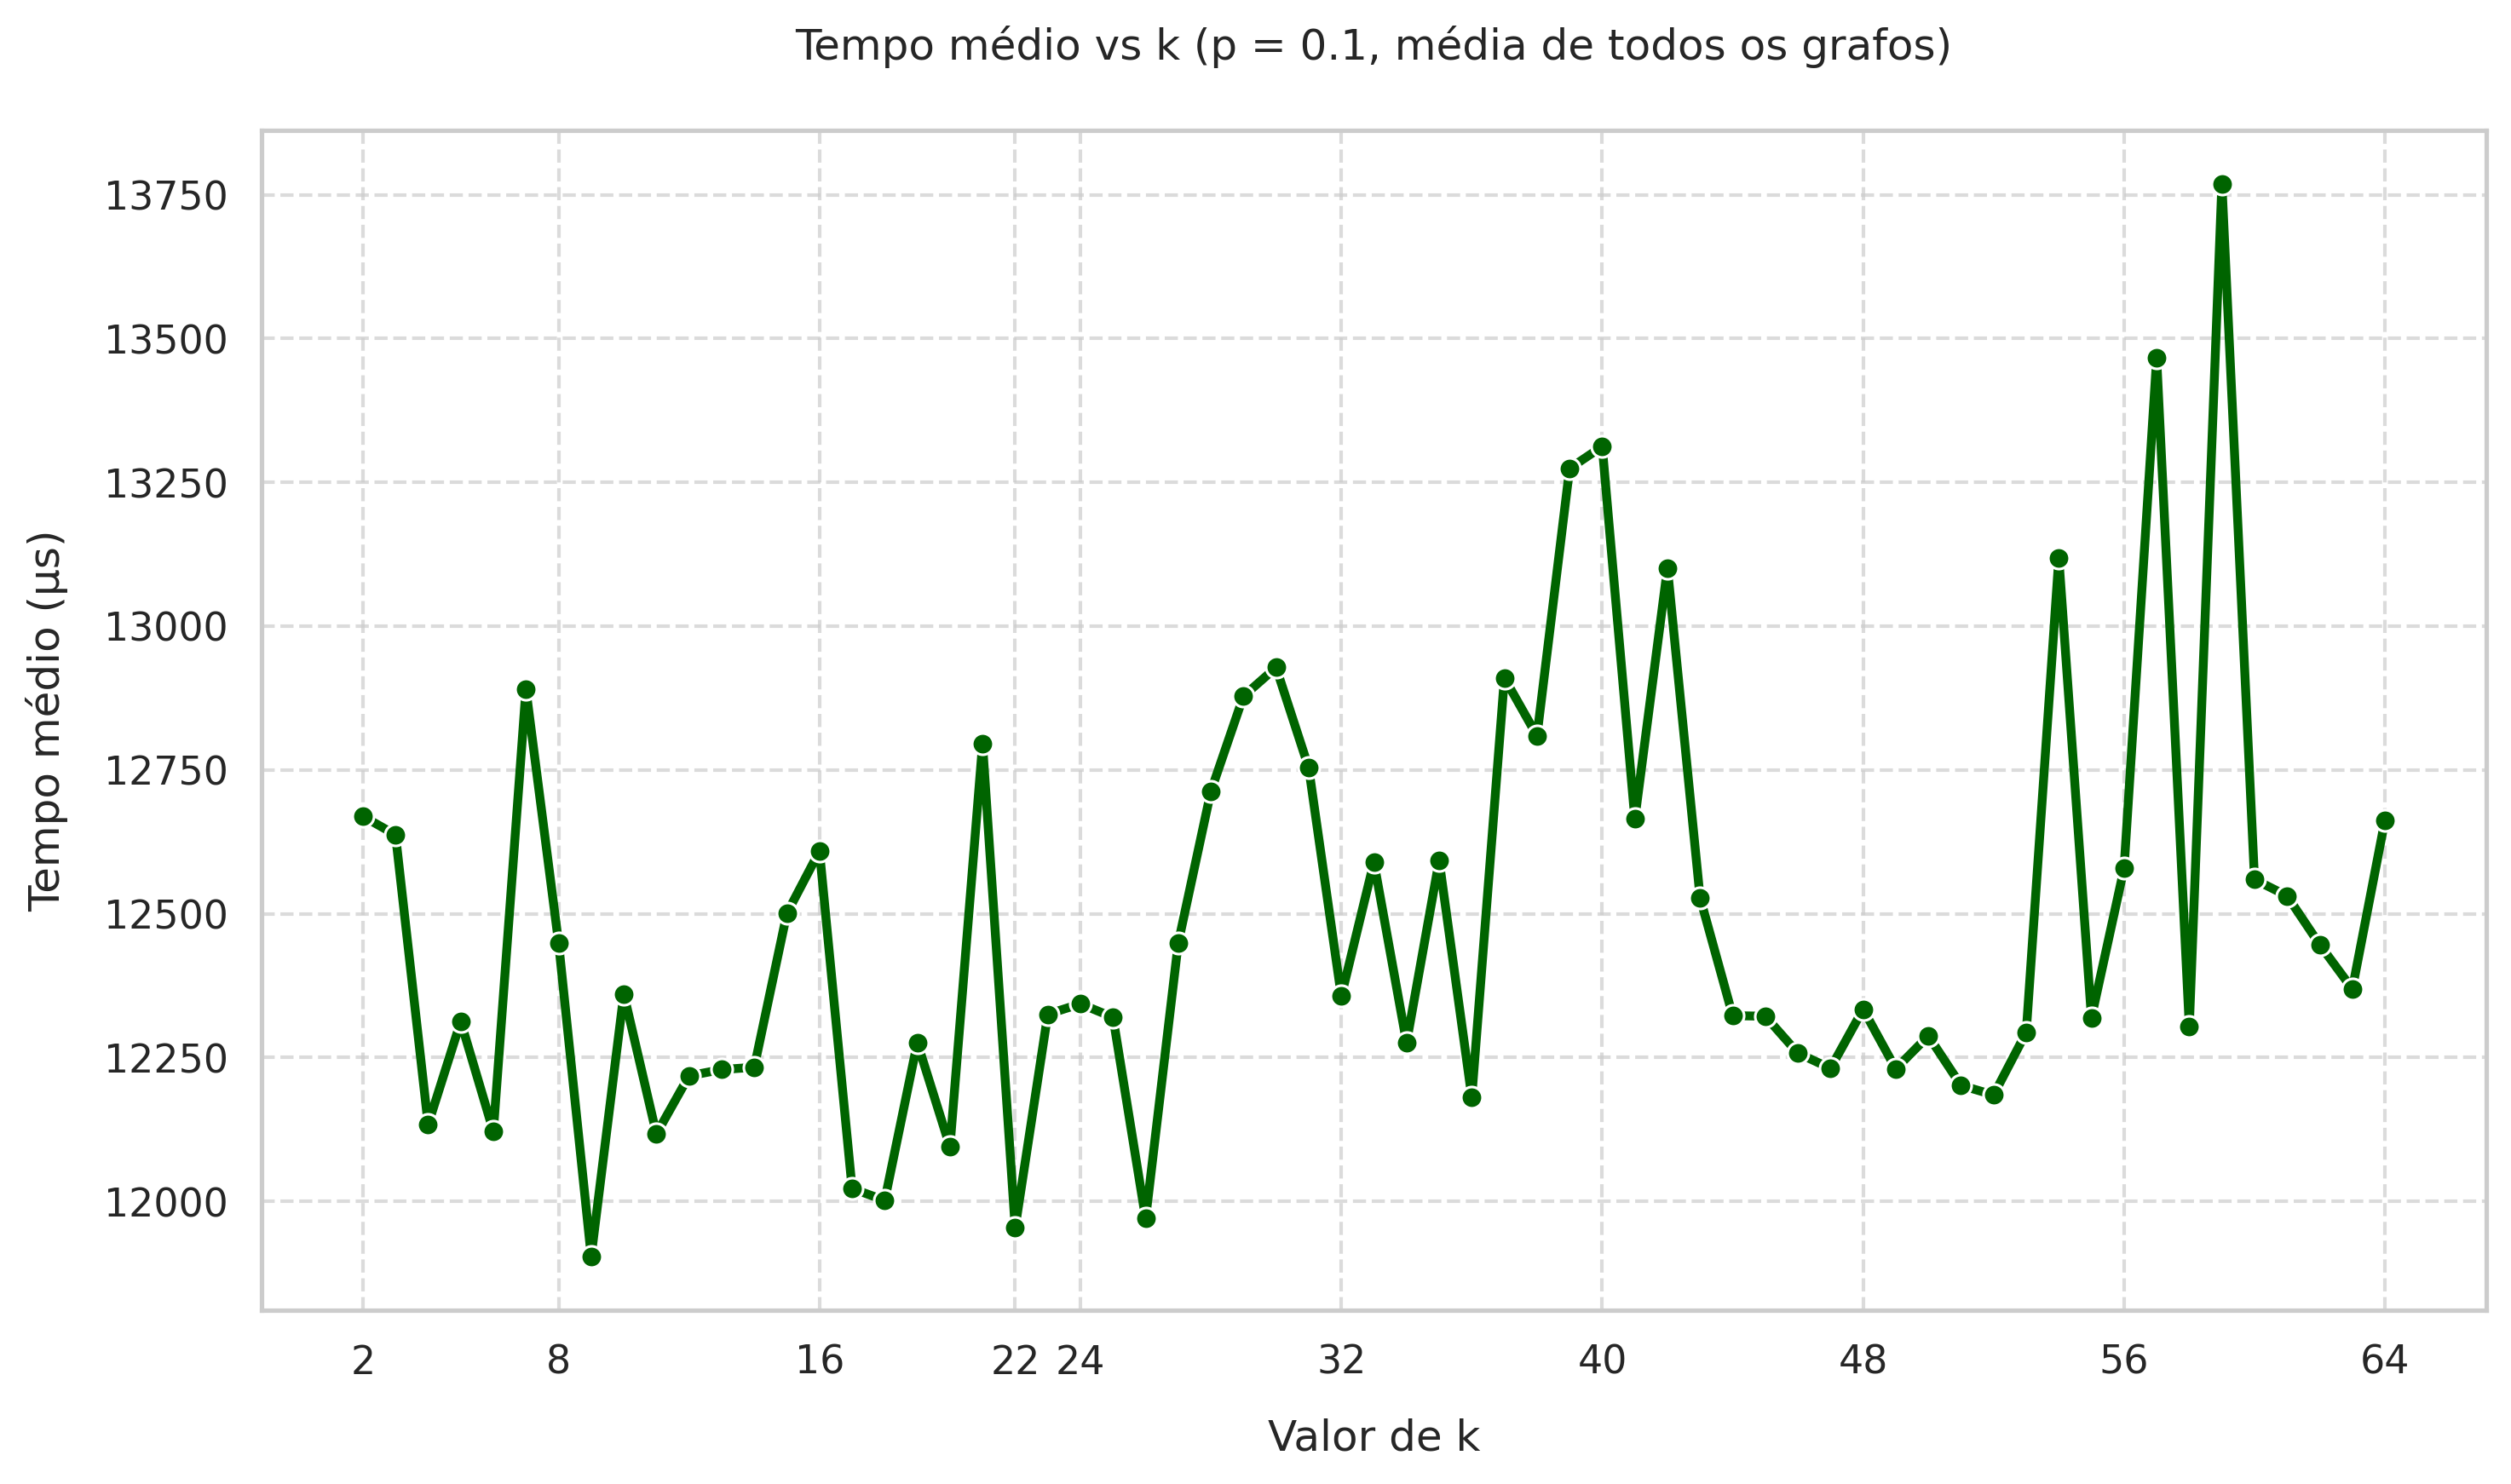 Tempo médio vs k (p = 0.1, média de todos os grafos)
Tempo médio (µs)
13750
13500
13250
13000
12750
12500
12250
12000
2 8 16 22 24 32 40 48 56 64
Valor de k